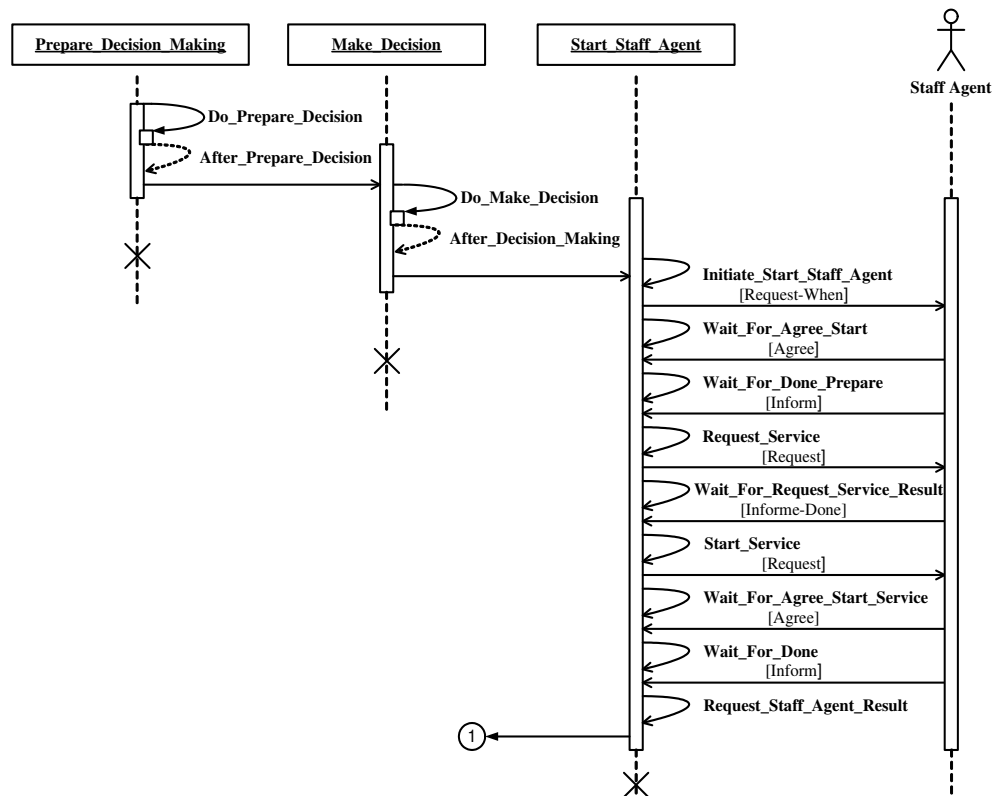 Prepare_Decision_Making
Make_Decision
Start_Staff_Agent
Staff Agent
Do_Prepare_Decision
After_Prepare_Decision
Do_Make_Decision
After_Decision_Making
Initiate_Start_Staff_Agent
[Request-When]
Wait_For_Agree_Start
[Agree]
Wait_For_Done_Prepare
[Inform]
Request_Service
[Request]
Wait_For_Request_Service_Result
[Informe-Done]
Start_Service
[Request]
Wait_For_Agree_Start_Service
[Agree]
Wait_For_Done
[Inform]
Request_Staff_Agent_Result
1